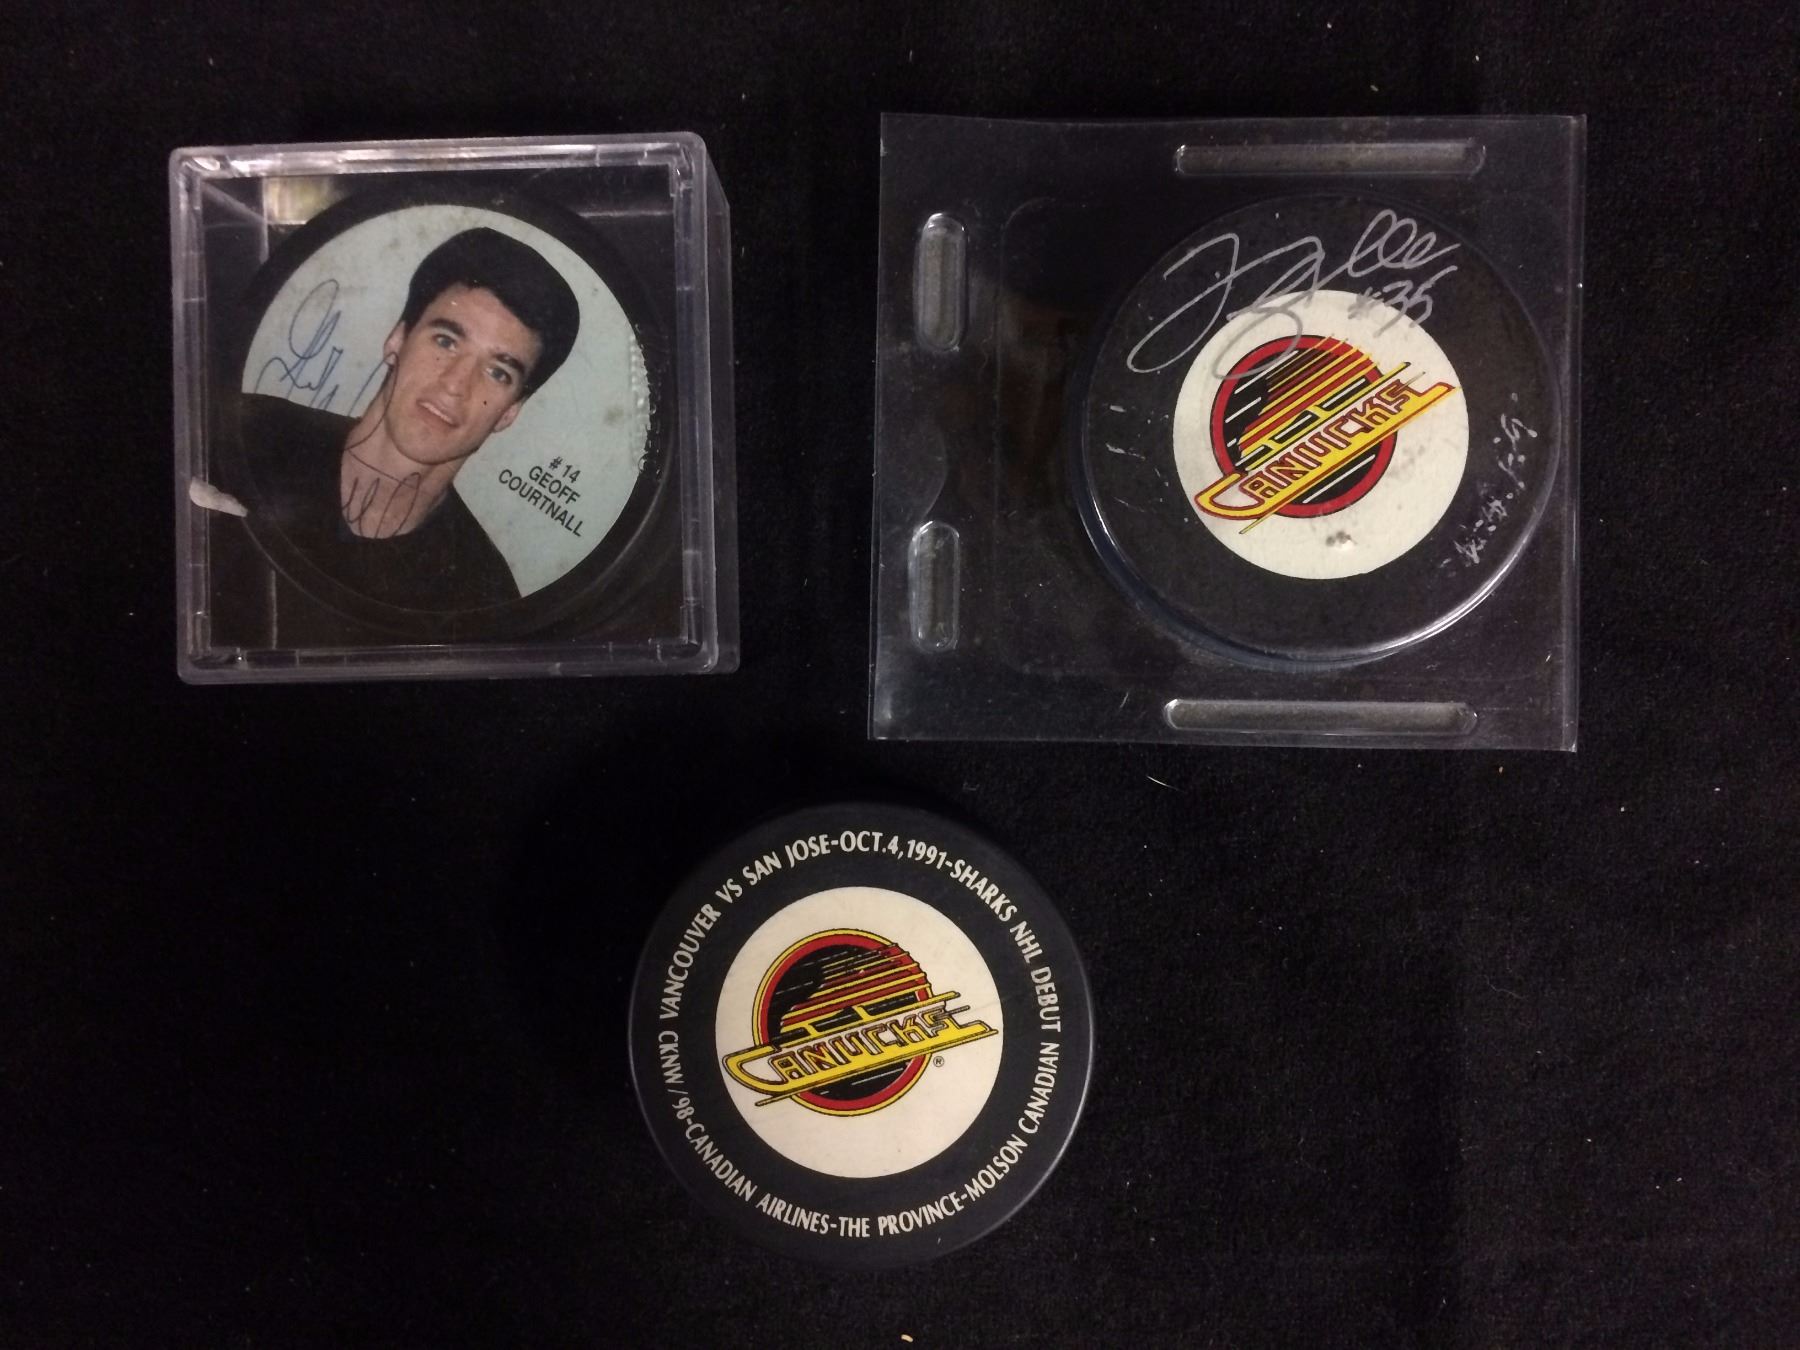 #14
GEOFF
COURTNALL
#35
CANUCKS
CKNW/98-CANADIAN AIRLINES-THE PROVINCE-MOLSON CANADIAN
VANCOUVER VS SAN JOSE-OCT.4,1991-SHARKS NHL DEBUT
CANUCKS
®